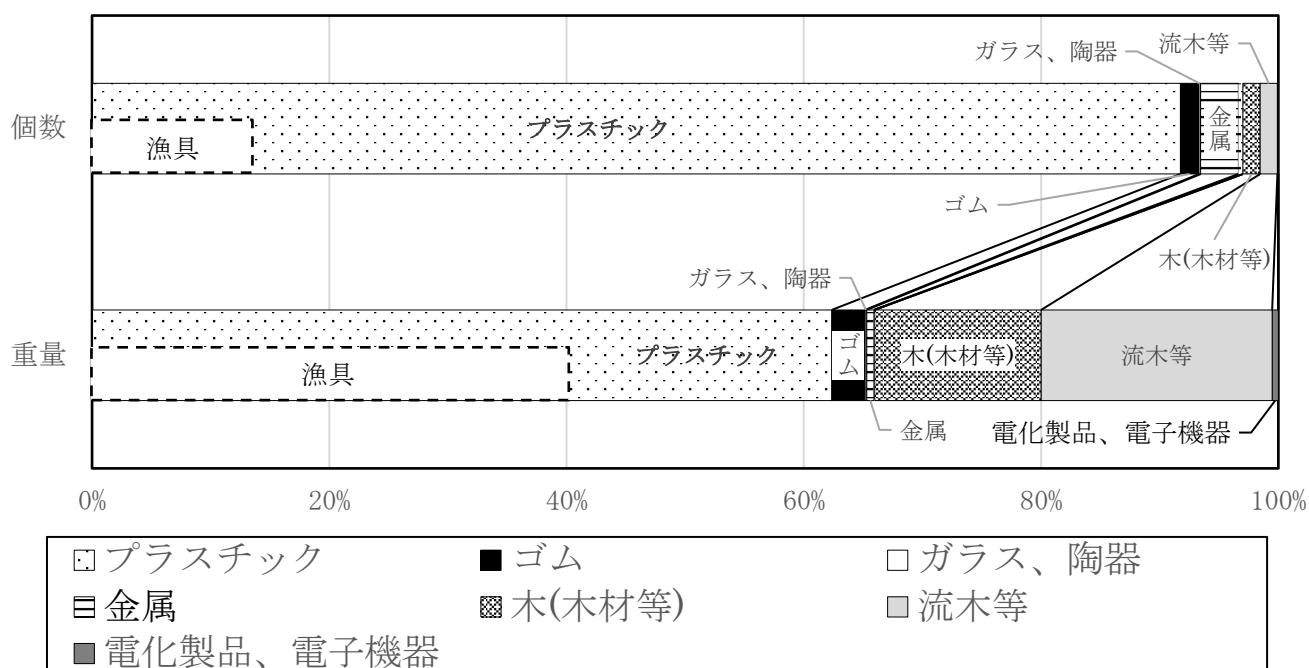 ガラス、陶器
流木等
個数
プラスチック
金属
漁具
ゴム
木(木材等)
ガラス、陶器
重量
プラスチック
ゴム
木(木材等)
流木等
漁具
金属
電化製品、電子機器
0% 20% 40% 60% 80% 100%
プラスチック ゴム ガラス、陶器
金属 木(木材等) 流木等
電化製品、電子機器